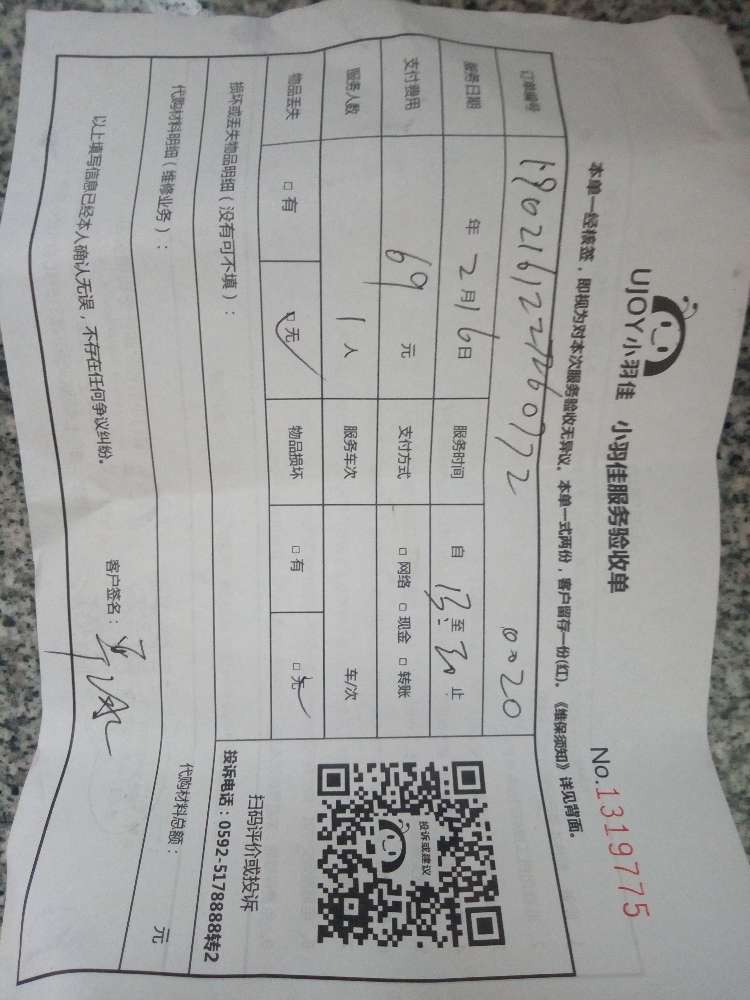 UJOY小羽佳 小羽佳服务验收单
No.1319775
本单一经核签，即视为对本次服务验收无异议。本单一式两份，客户留存一份(红)。《维保须知》详见背面。
订单编号
服务日期 年 2月16日 服务时间 自 至 止
支付费用 69 元 支付方式 □ 网络 □ 现金 □ 转账
服务人数 1 人 服务车次 车/次
物品丢失 □ 有 □ 无 物品损坏 □ 有 □ 无
投诉或建议
扫码评价或投诉
投诉电话：0592-5178888转2
损坏或丢失物品明细（没有可不填）：
代购材料明细（维修业务）： 代购材料总额： 元
以上填写信息已经本人确认无误，不存在任何争议纠纷。 客户签名：